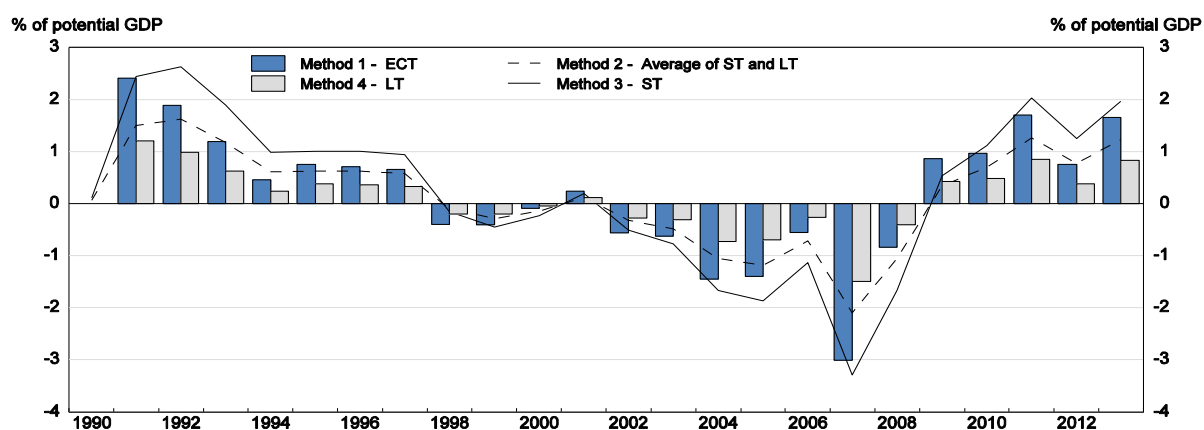 % of potential GDP % of potential GDP
3 3
Method 1 - ECT Method 2 - Average of ST and LT
Method 4 - LT Method 3 - ST
2 2
1 1
0 0
-1 -1
-2 -2
-3 -3
-4 -4
1990 1992 1994 1996 1998 2000 2002 2004 2006 2008 2010 2012